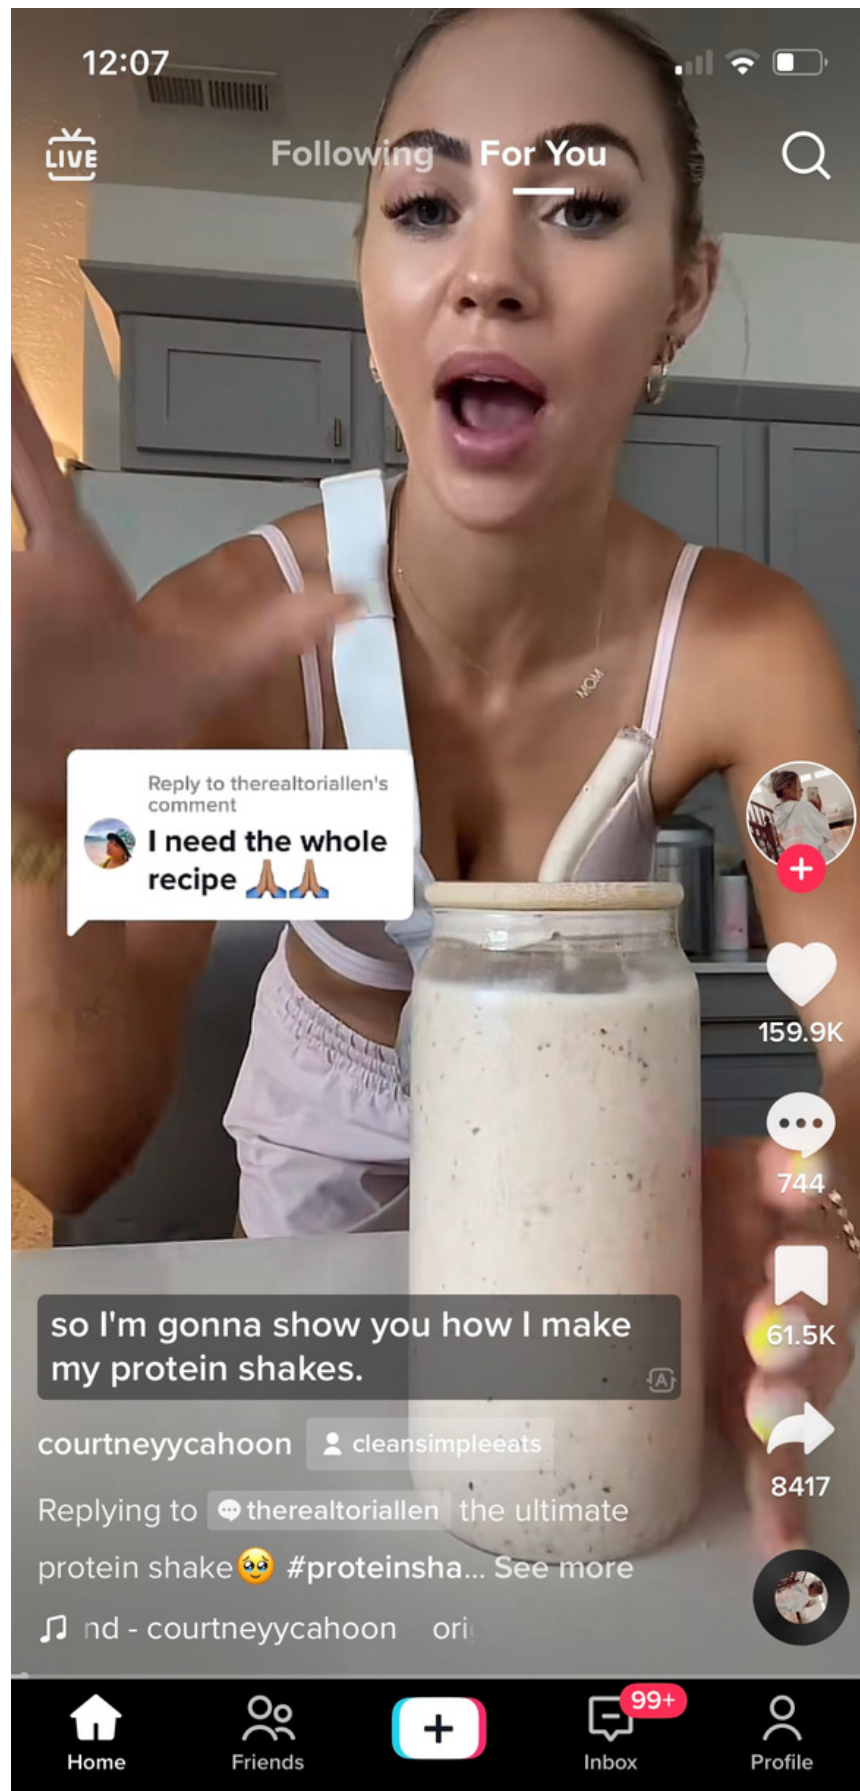 12:07
LIVE
Following
For You
Reply to therealtoriallen's
comment
I need the whole
recipe 🙏🙏
MOM
159.9K
744
61.5K
8417
so I'm gonna show you how I make
my protein shakes.
A
courtneyycahoon cleansimpleeats
Replying to therealtoriallen the ultimate
protein shake🥹 #proteinsha... See more
nd - courtneyycahoon ori
Home
Friends
99+
Inbox
Profile